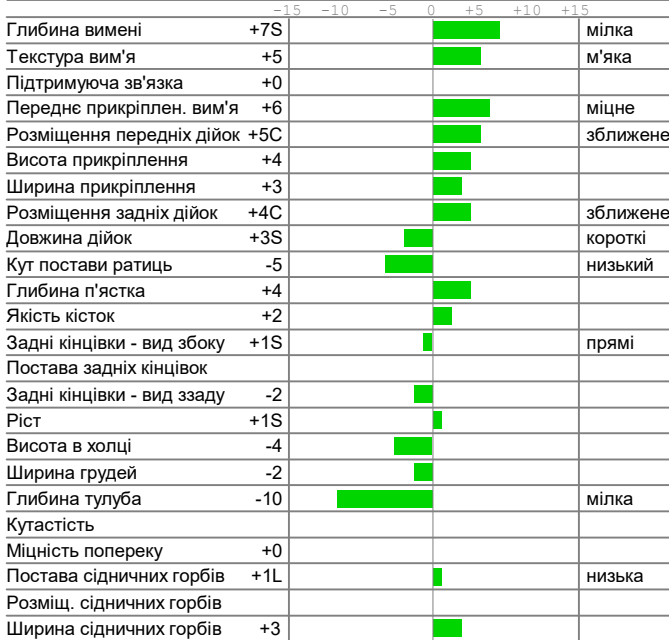 -15 -10 -5 0 +5 +10 +15
Глибина вимені +7S мілка
Текстура вим'я +5 м'яка
Підтримуюча зв'язка +0
Переднє прикріплен. вим'я +6 міцне
Розміщення передніх дійок +5C зближене
Висота прикріплення +4
Ширина прикріплення +3
Розміщення задніх дійок +4C зближене
Довжина дійок +3S короткі
Кут постави ратиць -5 низький
Глибина п'ястка +4
Якість кісток +2
Задні кінцівки - вид збоку +1S прямі
Постава задніх кінцівок
Задні кінцівки - вид ззаду -2
Ріст +1S
Висота в холці -4
Ширина грудей -2
Глибина тулуба -10 мілка
Кутастість
Міцність попереку +0
Постава сідничних горбів +1L низька
Розміщ. сідничних горбів
Ширина сідничних горбів +3